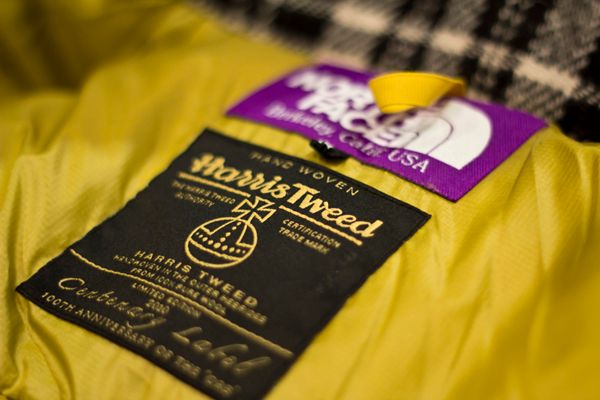 NORTH
FACE
Berkeley, Calif. USA
HAND WOVEN
Harris Tweed
THE HARRIS TWEED
AUTHORITY
CERTIFICATION
TRADE MARK
HARRIS TWEED
HANDWOVEN IN THE OUTER HEBRIDES
FROM 100% PURE WOOL
LIMITED EDITION
2010
Centenary Label
100TH ANNIVERSARY OF THE "ORB"